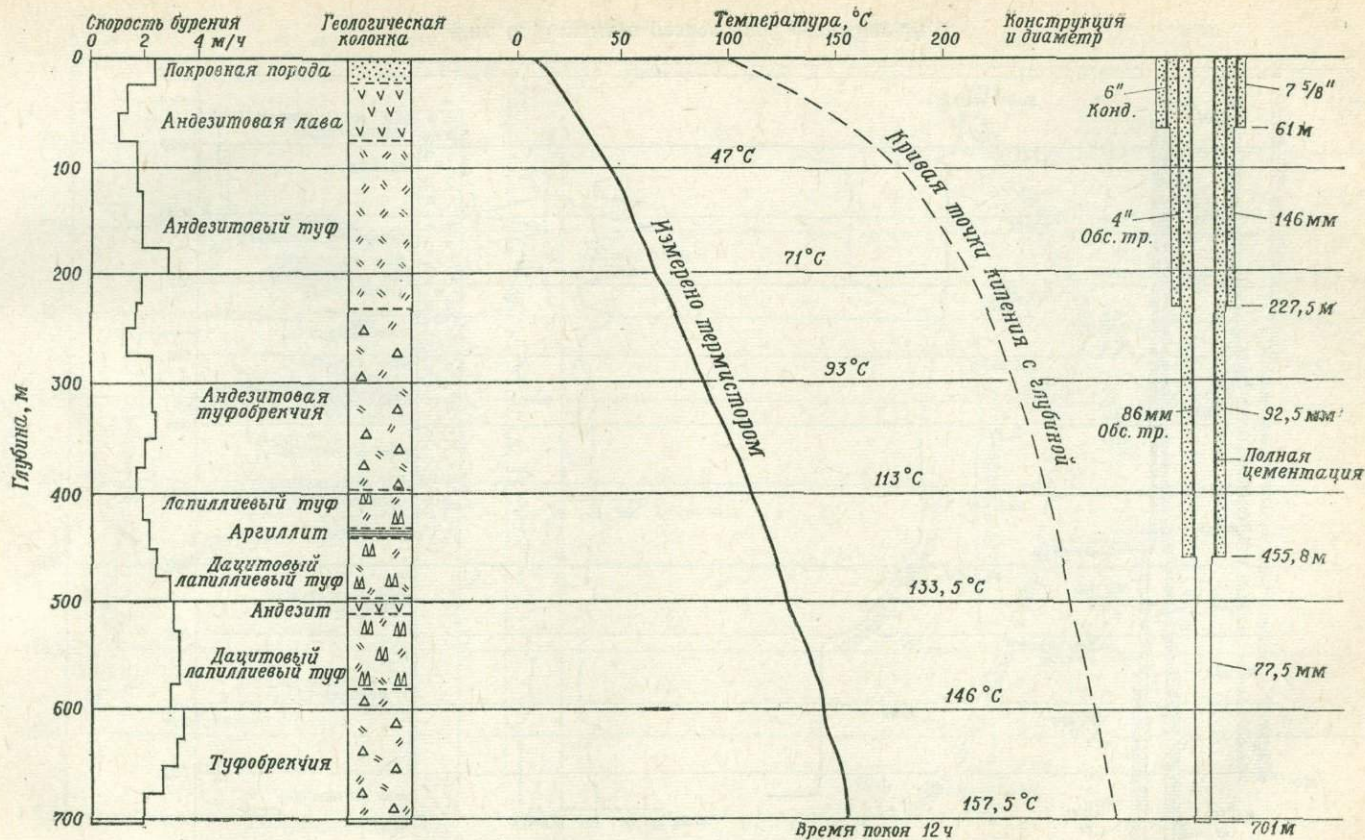 Скорость бурения
0 2 4 м/ч
Геологическая
колонка
Температура, °C
0 50 100 150 200
Конструкция
и диаметр
Глубина, м
0
100
200
300
400
500
600
700
Покровная порода
Андезитовая лава
Андезитовый туф
Андезитовая
туфобрекчия
Лапиллиевый туф
Аргиллит
Дацитовый
лапиллиевый туф
Андезит
Дацитовый
лапиллиевый туф
Туфобрекчия
47°C
71°C
93°C
113°C
133,5°C
146°C
157,5°C
Измерено термистором
Кривая точки кипения с глубиной
Время покоя 12ч
6"
Конд.
7 5/8"
61 м
4"
Обс. тр.
146 мм
227,5 м
86 мм
Обс. тр.
92,5 мм
Полная
цементация
455,8 м
77,5 мм
701 м